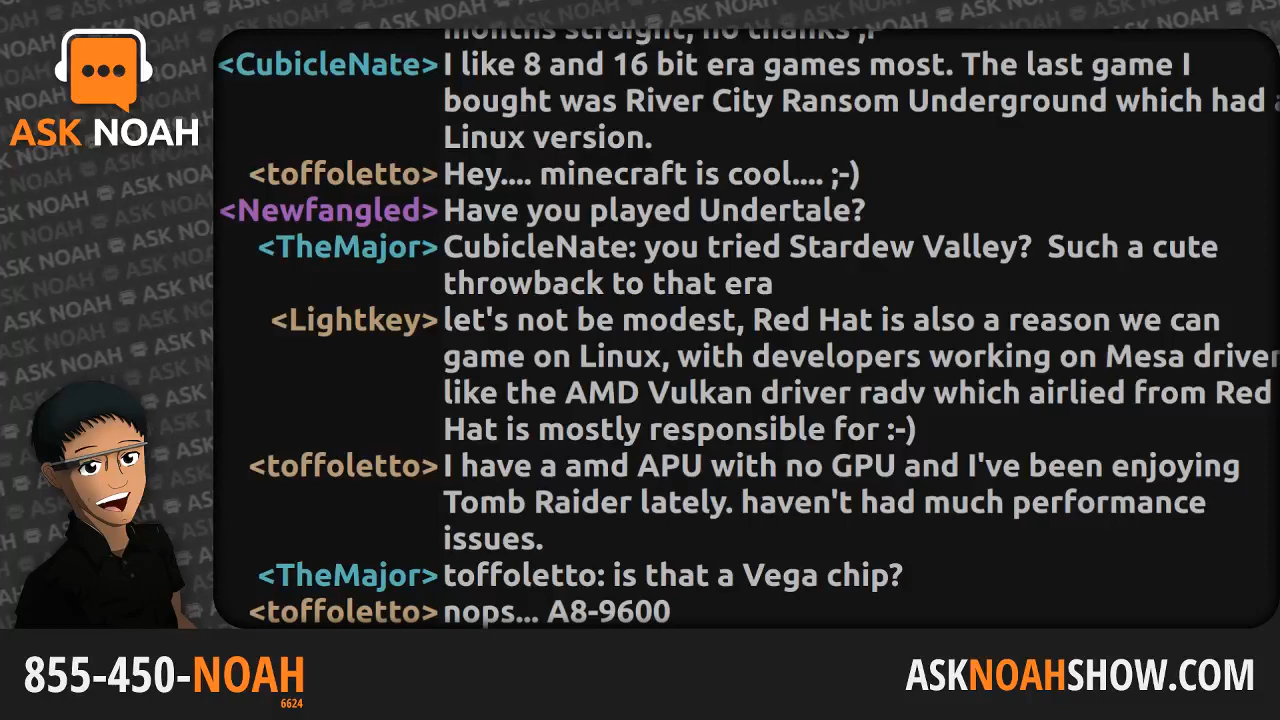 months straight, no thanks ;P
<CubicleNate> I like 8 and 16 bit era games most. The last game I
bought was River City Ransom Underground which had
Linux version.
<toffoletto> Hey.... minecraft is cool.... ;-)
<Newfangled> Have you played Undertale?
<TheMajor> CubicleNate: you tried Stardew Valley?  Such a cute
throwback to that era
<Lightkey> let's not be modest, Red Hat is also a reason we can
game on Linux, with developers working on Mesa driver
like the AMD Vulkan driver radv which airlied from Red
Hat is mostly responsible for :-)
<toffoletto> I have a amd APU with no GPU and I've been enjoying
Tomb Raider lately. haven't had much performance
issues.
<TheMajor> toffoletto: is that a Vega chip?
<toffoletto> nops... A8-9600
ASK NOAH
855-450-NOAH
6624
ASKNOAHSHOW.COM